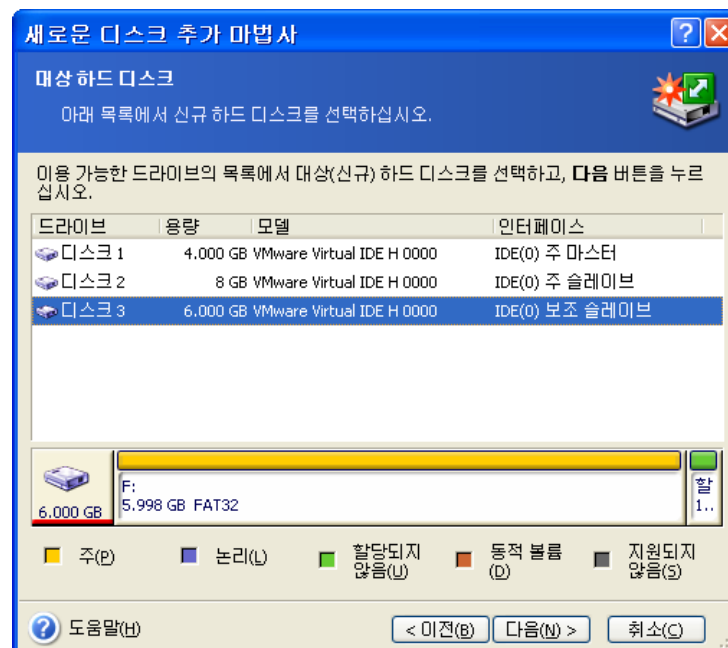 새로운 디스크 추가 마법사
대상 하드 디스크
아래 목록에서 신규 하드 디스크를 선택하십시오.
이용 가능한 드라이브의 목록에서 대상(신규) 하드 디스크를 선택하고, 다음 버튼을 누르
십시오.
드라이브 용량 모델 인터페이스
디스크 1 4.000 GB VMware Virtual IDE H 0000 IDE(0) 주 마스터
디스크 2 8 GB VMware Virtual IDE H 0000 IDE(0) 주 슬레이브
디스크 3 6.000 GB VMware Virtual IDE H 0000 IDE(0) 보조 슬레이브
6.000 GB
F:
5.998 GB FAT32
할
1..
주(P)
논리(L)
할당되지
않음(U)
동적 볼륨
(D)
지원되지
않음(S)
도움말(H)
< 이전(B) 다음(N) > 취소(C)